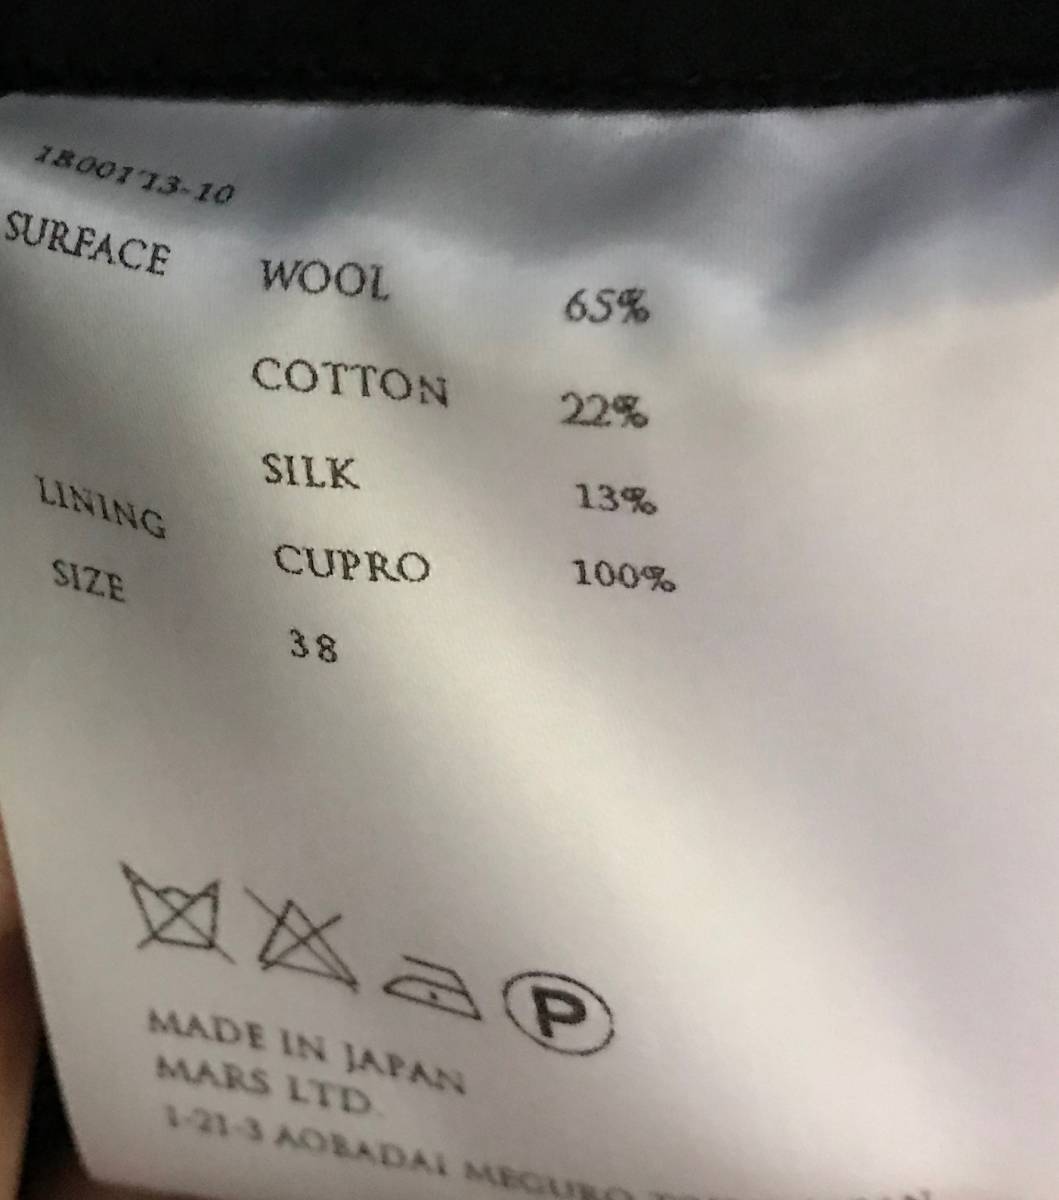 1800173-10
SURFACE WOOL 65%
COTTON 22%
SILK 13%
LINING CUPRO 100%
SIZE 38
P
MADE IN JAPAN
MARS LTD.
1-21-3 AOBADAI MEGURO